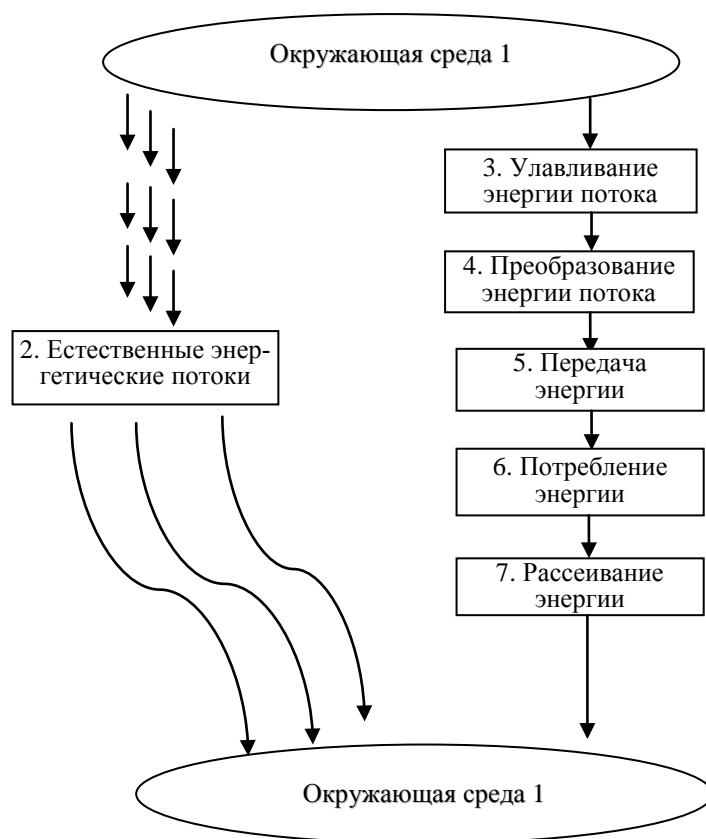 Окружающая среда 1
3. Улавливание
энергии потока
4. Преобразование
энергии потока
2. Естественные энер-
гетические потоки
5. Передача
энергии
6. Потребление
энергии
7. Рассеивание
энергии
Окружающая среда 1